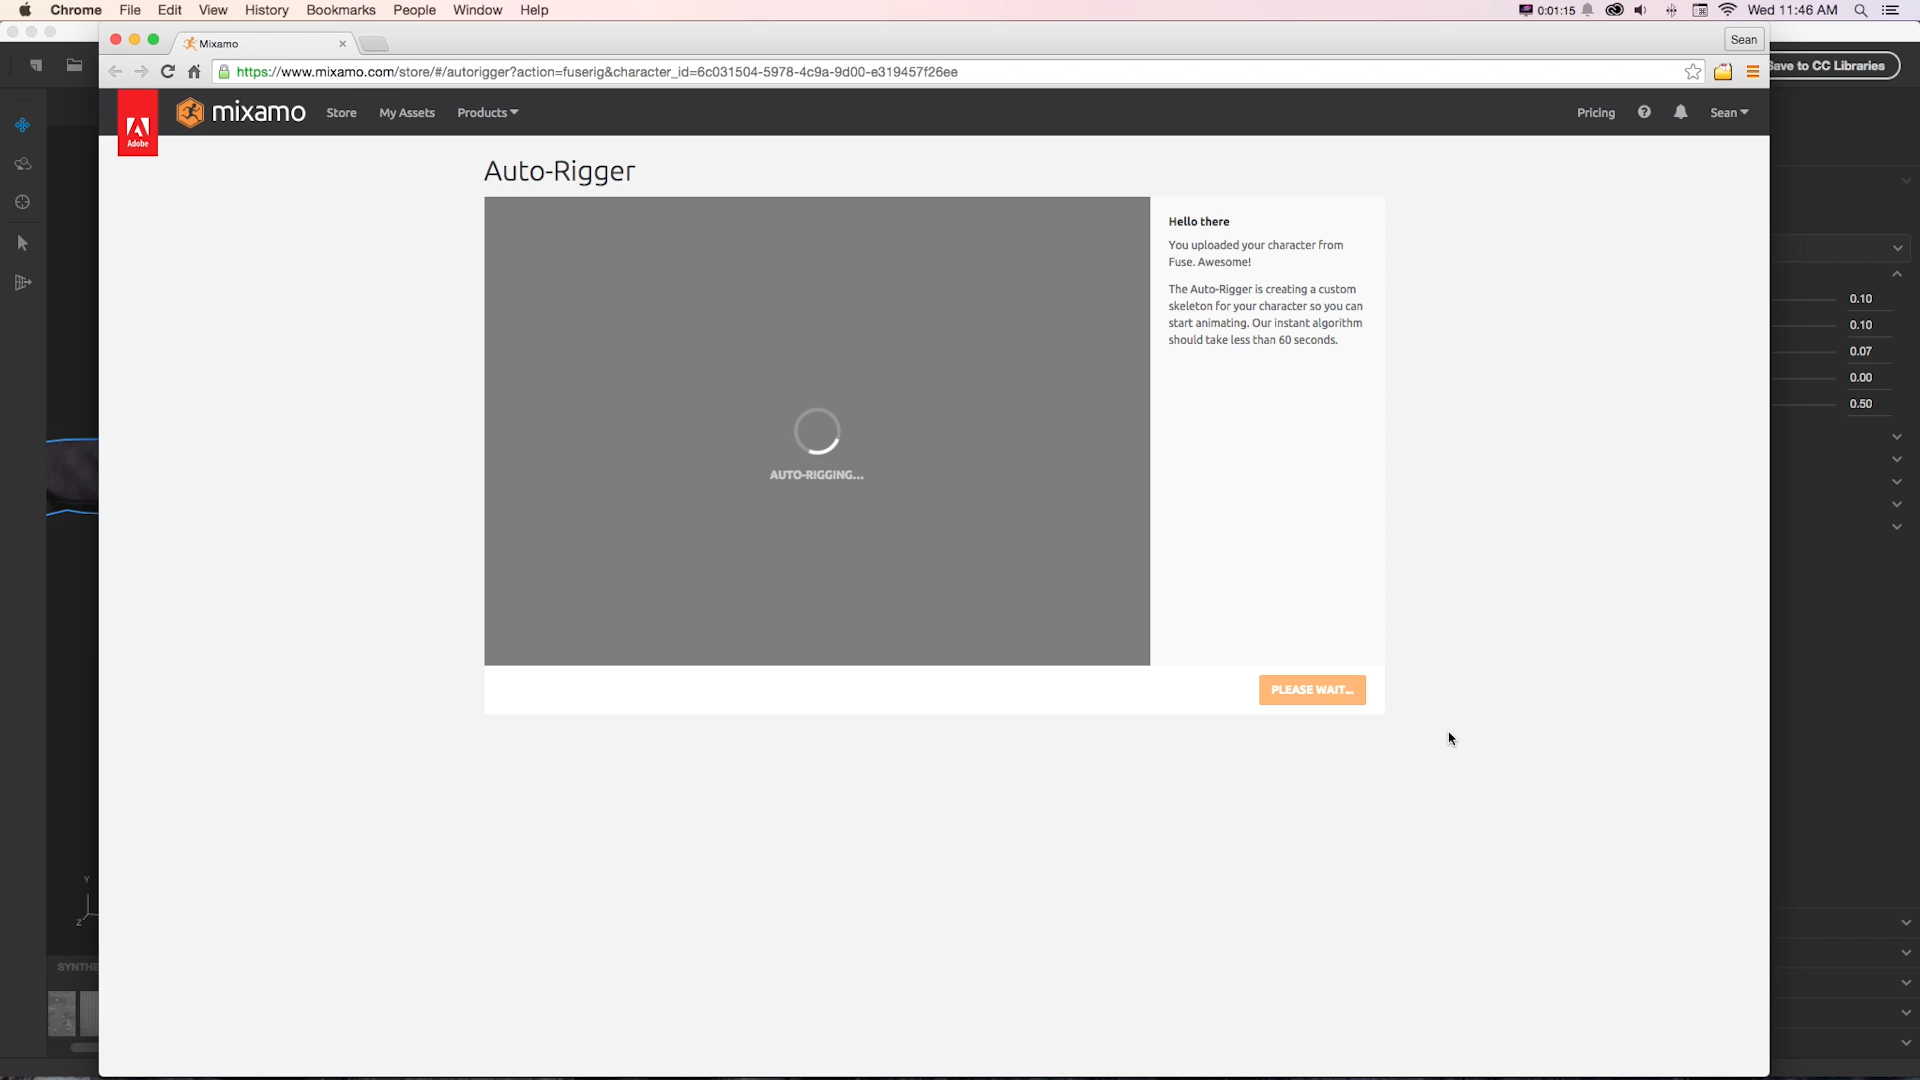 Chrome File Edit View History Bookmarks People Window Help 0:01:15 Wed 11:46 AM
Mixamo Sean
https://www.mixamo.com/store/#/autorigger?action=fuserig&character_id=6c031504-5978-4c9a-9d00-e319457f26ee
Save to CC Libraries
Adobe
mixamo Store My Assets Products Pricing ? Sean
Auto-Rigger
Hello there
You uploaded your character from
Fuse. Awesome!
The Auto-Rigger is creating a custom
skeleton for your character so you can
start animating. Our instant algorithm
should take less than 60 seconds.
AUTO-RIGGING...
PLEASE WAIT...
0.10
0.10
0.07
0.00
0.50
Y
Z
SYNTHE